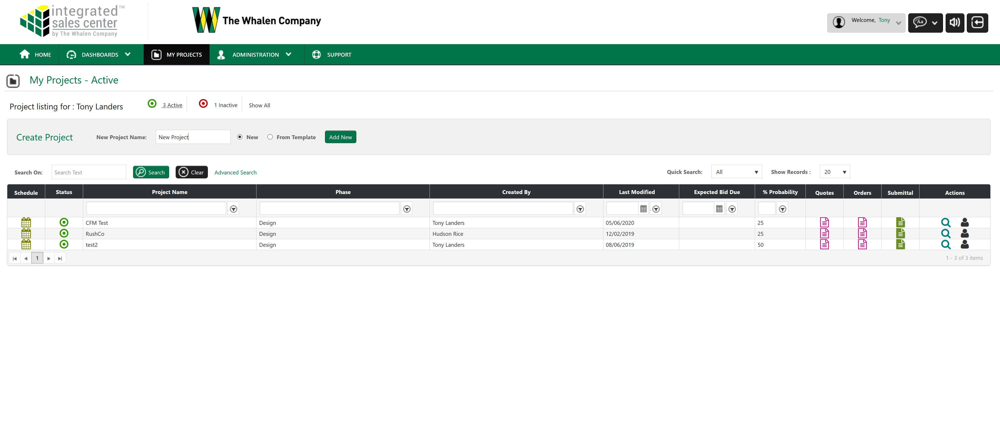 integrated™
sales center
by The Whalen Company
The Whalen Company
Welcome, Tony
Aa
HOME
DASHBOARDS
MY PROJECTS
ADMINISTRATION
SUPPORT
My Projects - Active
Project listing for : Tony Landers
3 Active
1 Inactive
Show All
Create Project
New Project Name:
New Project
New
From Template
Add New
Search On:
Search Text
Search
Clear
Advanced Search
Quick Search:
All
Show Records :
20
Schedule Status Project Name Phase Created By Last Modified Expected Bid Due % Probability Quotes Orders Submittal Actions
CFM Test Design Tony Landers 05/06/2020 25
RushCo Design Hudson Rice 12/02/2019 25
test2 Design Tony Landers 08/06/2019 50
1
1 - 3 of 3 items